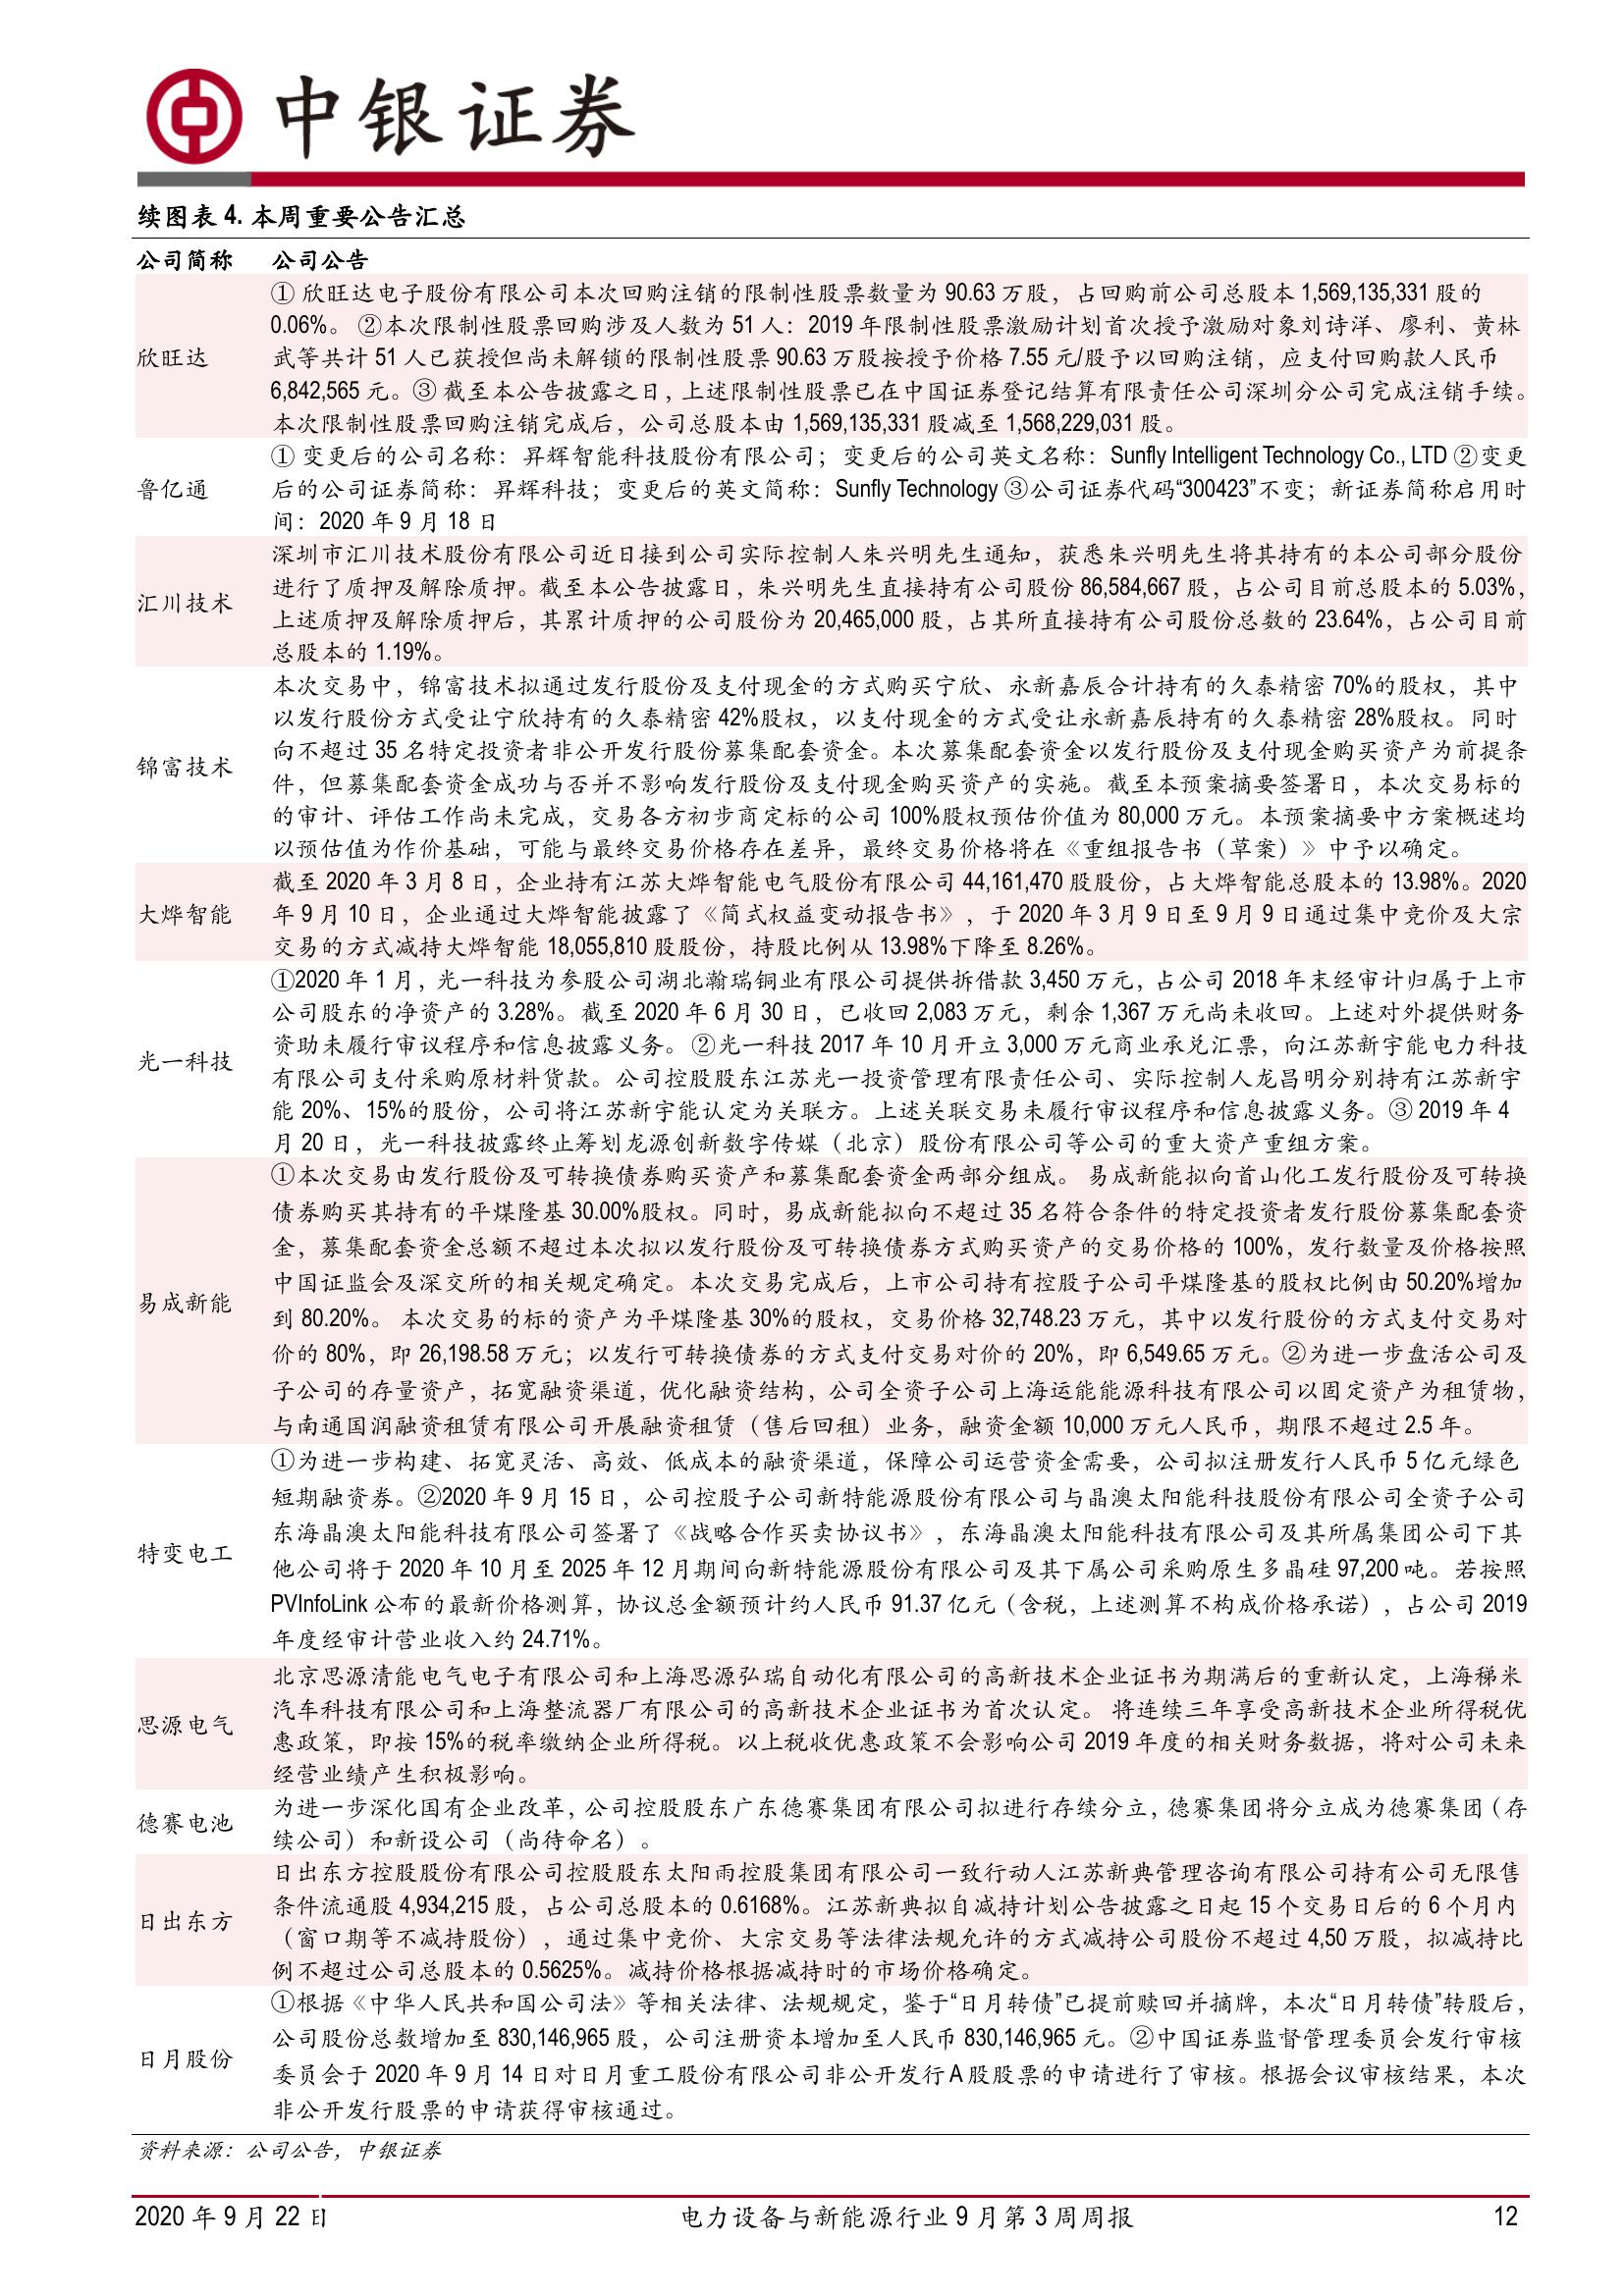 中银证券
续图表 4. 本周重要公告汇总
公司简称 公司公告
① 欣旺达电子股份有限公司本次回购注销的限制性股票数量为 90.63 万股，占回购前公司总股本 1,569,135,331 股的
0.06%。 ②本次限制性股票回购涉及人数为 51 人：2019 年限制性股票激励计划首次授予激励对象刘诗洋、廖利、黄林
欣旺达 武等共计 51 人已获授但尚未解锁的限制性股票 90.63 万股按授予价格 7.55 元/股予以回购注销，应支付回购款人民币
6,842,565 元。③ 截至本公告披露之日，上述限制性股票已在中国证券登记结算有限责任公司深圳分公司完成注销手续。
本次限制性股票回购注销完成后，公司总股本由 1,569,135,331 股减至 1,568,229,031 股。
① 变更后的公司名称：昇辉智能科技股份有限公司；变更后的公司英文名称：Sunfly Intelligent Technology Co., LTD ②变更
鲁亿通 后的公司证券简称：昇辉科技；变更后的英文简称：Sunfly Technology ③公司证券代码“300423”不变；新证券简称启用时
间：2020 年 9 月 18 日
深圳市汇川技术股份有限公司近日接到公司实际控制人朱兴明先生通知，获悉朱兴明先生将其持有的本公司部分股份
进行了质押及解除质押。截至本公告披露日，朱兴明先生直接持有公司股份 86,584,667 股，占公司目前总股本的 5.03%，
汇川技术
上述质押及解除质押后，其累计质押的公司股份为 20,465,000 股，占其所直接持有公司股份总数的 23.64%，占公司目前
总股本的 1.19%。
本次交易中，锦富技术拟通过发行股份及支付现金的方式购买宁欣、永新嘉辰合计持有的久泰精密 70%的股权，其中
以发行股份方式受让宁欣持有的久泰精密 42%股权，以支付现金的方式受让永新嘉辰持有的久泰精密 28%股权。同时
向不超过 35 名特定投资者非公开发行股份募集配套资金。本次募集配套资金以发行股份及支付现金购买资产为前提条
锦富技术
件，但募集配套资金成功与否并不影响发行股份及支付现金购买资产的实施。截至本预案摘要签署日，本次交易标的
的审计、评估工作尚未完成，交易各方初步商定标的公司 100%股权预估价值为 80,000 万元。本预案摘要中方案概述均
以预估值为作价基础，可能与最终交易价格存在差异，最终交易价格将在《重组报告书（草案）》中予以确定。
截至 2020 年 3 月 8 日，企业持有江苏大烨智能电气股份有限公司 44,161,470 股股份，占大烨智能总股本的 13.98%。2020
大烨智能 年 9 月 10 日，企业通过大烨智能披露了《简式权益变动报告书》，于 2020 年 3 月 9 日至 9 月 9 日通过集中竞价及大宗
交易的方式减持大烨智能 18,055,810 股股份，持股比例从 13.98%下降至 8.26%。
①2020 年 1 月，光一科技为参股公司湖北瀚瑞铜业有限公司提供拆借款 3,450 万元，占公司 2018 年末经审计归属于上市
公司股东的净资产的 3.28%。截至 2020 年 6 月 30 日，已收回 2,083 万元，剩余 1,367 万元尚未收回。上述对外提供财务
资助未履行审议程序和信息披露义务。②光一科技 2017 年 10 月开立 3,000 万元商业承兑汇票，向江苏新宇能电力科技
光一科技
有限公司支付采购原材料货款。公司控股股东江苏光一投资管理有限责任公司、实际控制人龙昌明分别持有江苏新宇
能 20%、15%的股份，公司将江苏新宇能认定为关联方。上述关联交易未履行审议程序和信息披露义务。③ 2019 年 4
月 20 日，光一科技披露终止筹划龙源创新数字传媒（北京）股份有限公司等公司的重大资产重组方案。
①本次交易由发行股份及可转换债券购买资产和募集配套资金两部分组成。 易成新能拟向首山化工发行股份及可转换
债券购买其持有的平煤隆基 30.00%股权。同时，易成新能拟向不超过 35 名符合条件的特定投资者发行股份募集配套资
金，募集配套资金总额不超过本次拟以发行股份及可转换债券方式购买资产的交易价格的 100%，发行数量及价格按照
中国证监会及深交所的相关规定确定。本次交易完成后，上市公司持有控股子公司平煤隆基的股权比例由 50.20%增加
易成新能
到 80.20%。 本次交易的标的资产为平煤隆基 30%的股权，交易价格 32,748.23 万元，其中以发行股份的方式支付交易对
价的 80%，即 26,198.58 万元；以发行可转换债券的方式支付交易对价的 20%，即 6,549.65 万元。②为进一步盘活公司及
子公司的存量资产，拓宽融资渠道，优化融资结构，公司全资子公司上海运能能源科技有限公司以固定资产为租赁物，
与南通国润融资租赁有限公司开展融资租赁（售后回租）业务，融资金额 10,000 万元人民币，期限不超过 2.5 年。
①为进一步构建、拓宽灵活、高效、低成本的融资渠道，保障公司运营资金需要，公司拟注册发行人民币 5 亿元绿色
短期融资券。②2020 年 9 月 15 日，公司控股子公司新特能源股份有限公司与晶澳太阳能科技股份有限公司全资子公司
东海晶澳太阳能科技有限公司签署了《战略合作买卖协议书》，东海晶澳太阳能科技有限公司及其所属集团公司下其
特变电工
他公司将于 2020 年 10 月至 2025 年 12 月期间向新特能源股份有限公司及其下属公司采购原生多晶硅 97,200 吨。若按照
PVInfoLink 公布的最新价格测算，协议总金额预计约人民币 91.37 亿元（含税，上述测算不构成价格承诺），占公司 2019
年度经审计营业收入约 24.71%。
北京思源清能电气电子有限公司和上海思源弘瑞自动化有限公司的高新技术企业证书为期满后的重新认定，上海稊米
汽车科技有限公司和上海整流器厂有限公司的高新技术企业证书为首次认定。 将连续三年享受高新技术企业所得税优
思源电气
惠政策，即按 15%的税率缴纳企业所得税。以上税收优惠政策不会影响公司 2019 年度的相关财务数据，将对公司未来
经营业绩产生积极影响。
德赛电池 为进一步深化国有企业改革，公司控股股东广东德赛集团有限公司拟进行存续分立，德赛集团将分立成为德赛集团（存
续公司）和新设公司（尚待命名）。
日出东方控股股份有限公司控股股东太阳雨控股集团有限公司一致行动人江苏新典管理咨询有限公司持有公司无限售
条件流通股 4,934,215 股，占公司总股本的 0.6168%。江苏新典拟自减持计划公告披露之日起 15 个交易日后的 6 个月内
日出东方
（窗口期等不减持股份），通过集中竞价、大宗交易等法律法规允许的方式减持公司股份不超过 4,50 万股，拟减持比
例不超过公司总股本的 0.5625%。减持价格根据减持时的市场价格确定。
①根据《中华人民共和国公司法》等相关法律、法规规定，鉴于“日月转债”已提前赎回并摘牌，本次“日月转债”转股后，
公司股份总数增加至 830,146,965 股，公司注册资本增加至人民币 830,146,965 元。②中国证券监督管理委员会发行审核
日月股份
委员会于 2020 年 9 月 14 日对日月重工股份有限公司非公开发行 A 股股票的申请进行了审核。根据会议审核结果，本次
非公开发行股票的申请获得审核通过。
资料来源：公司公告，中银证券
2020 年 9 月 22 日 电力设备与新能源行业 9 月第 3 周周报 12